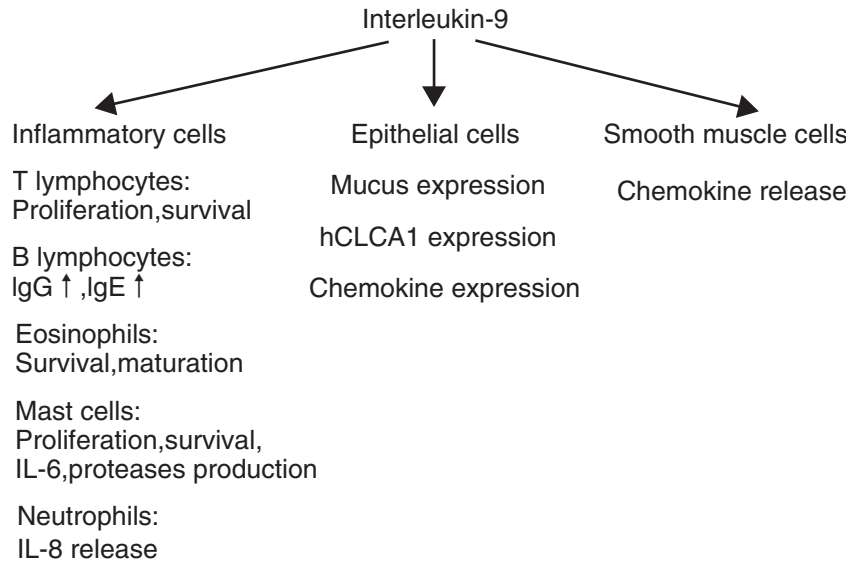 Interleukin-9
Inflammatory cells
T lymphocytes:
Proliferation,survival
B lymphocytes:
IgG ↑ ,IgE ↑
Eosinophils:
Survival,maturation
Mast cells:
Proliferation,survival,
IL-6,proteases production
Neutrophils:
IL-8 release
Epithelial cells
Mucus expression
hCLCA1 expression
Chemokine expression
Smooth muscle cells
Chemokine release